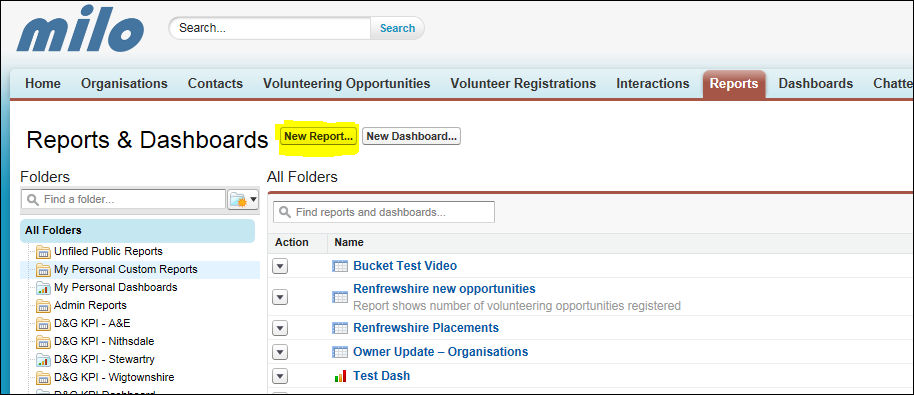 milo
Search...
Search
Home Organisations Contacts Volunteering Opportunities Volunteer Registrations Interactions Reports Dashboards Chatte
Reports & Dashboards New Report... New Dashboard...
Folders
Find a folder...
All Folders
Unfiled Public Reports
My Personal Custom Reports
My Personal Dashboards
Admin Reports
D&G KPI - A&E
D&G KPI - Nithsdale
D&G KPI - Stewartry
D&G KPI - Wigtownshire
D&G KPI Dashboard
All Folders
Find reports and dashboards...
Action Name
Bucket Test Video
Renfrewshire new opportunities
Report shows number of volunteering opportunities registered
Renfrewshire Placements
Owner Update – Organisations
Test Dash